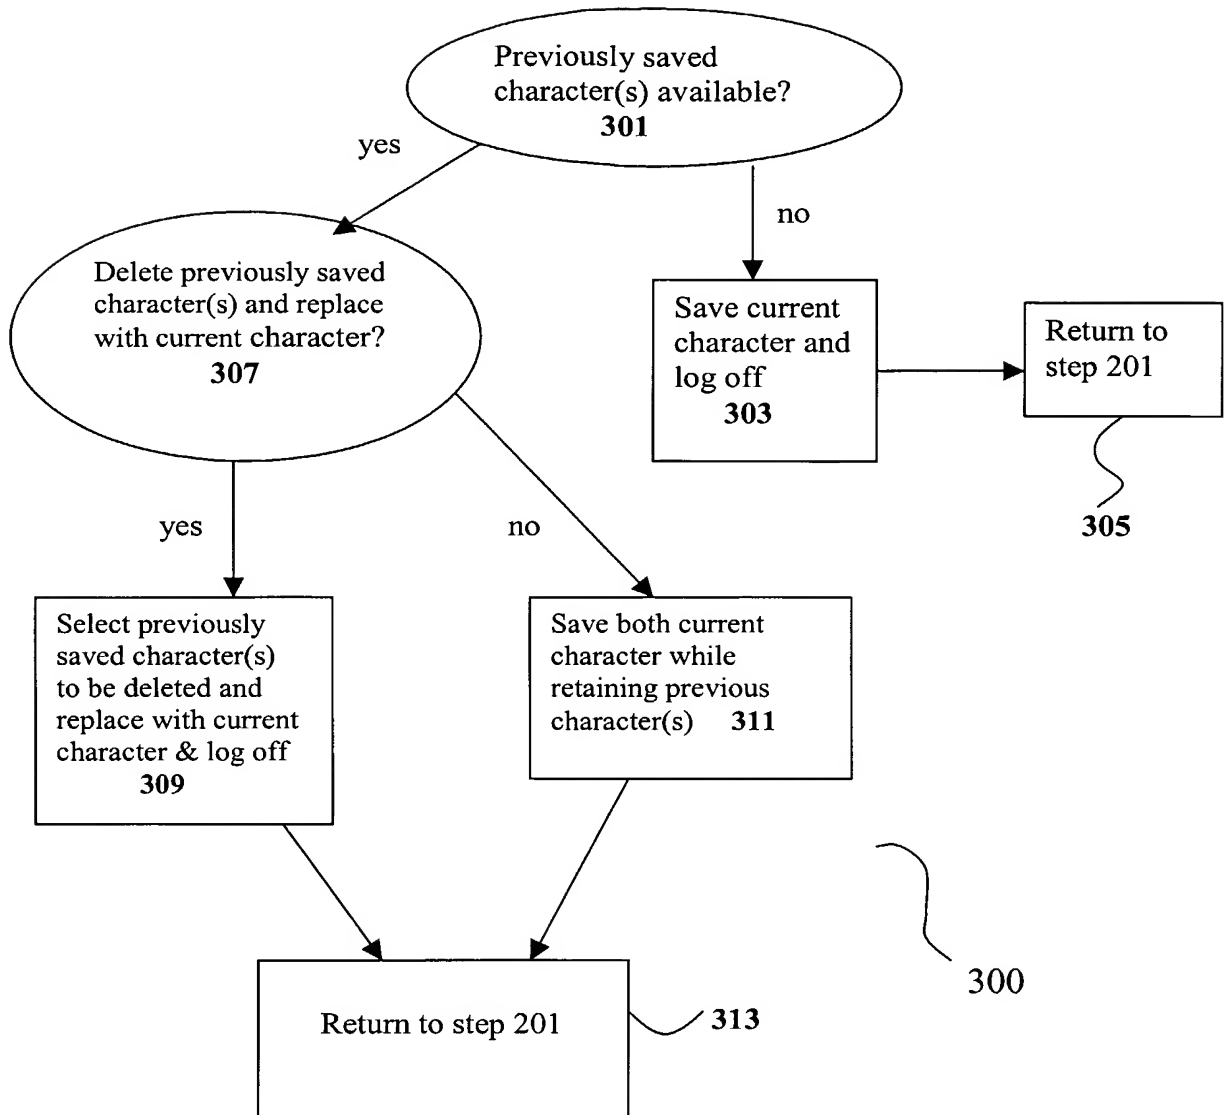 Previously saved
character(s) available?
301
yes
no
Delete previously saved
character(s) and replace
with current character?
307
Save current
character and
log off
303
Return to
step 201
305
yes
no
Select previously
saved character(s)
to be deleted and
replace with current
character & log off
309
Save both current
character while
retaining previous
character(s) 311
300
Return to step 201
313